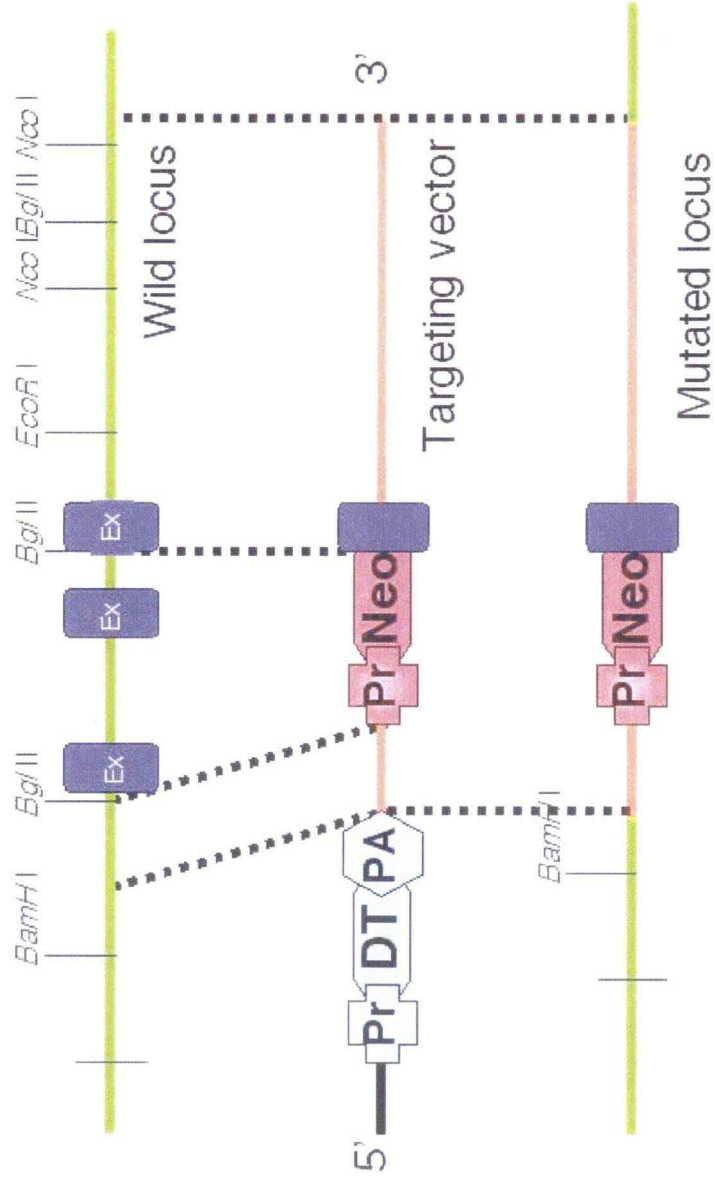 BamH I Bgl II Bgl II EcoR I Nco I Bgl II Nco I
Ex Ex Ex
Wild locus
5' Pr DT PA Pr Neo 3'
Targeting vector
BamH I
Pr Neo
Mutated locus